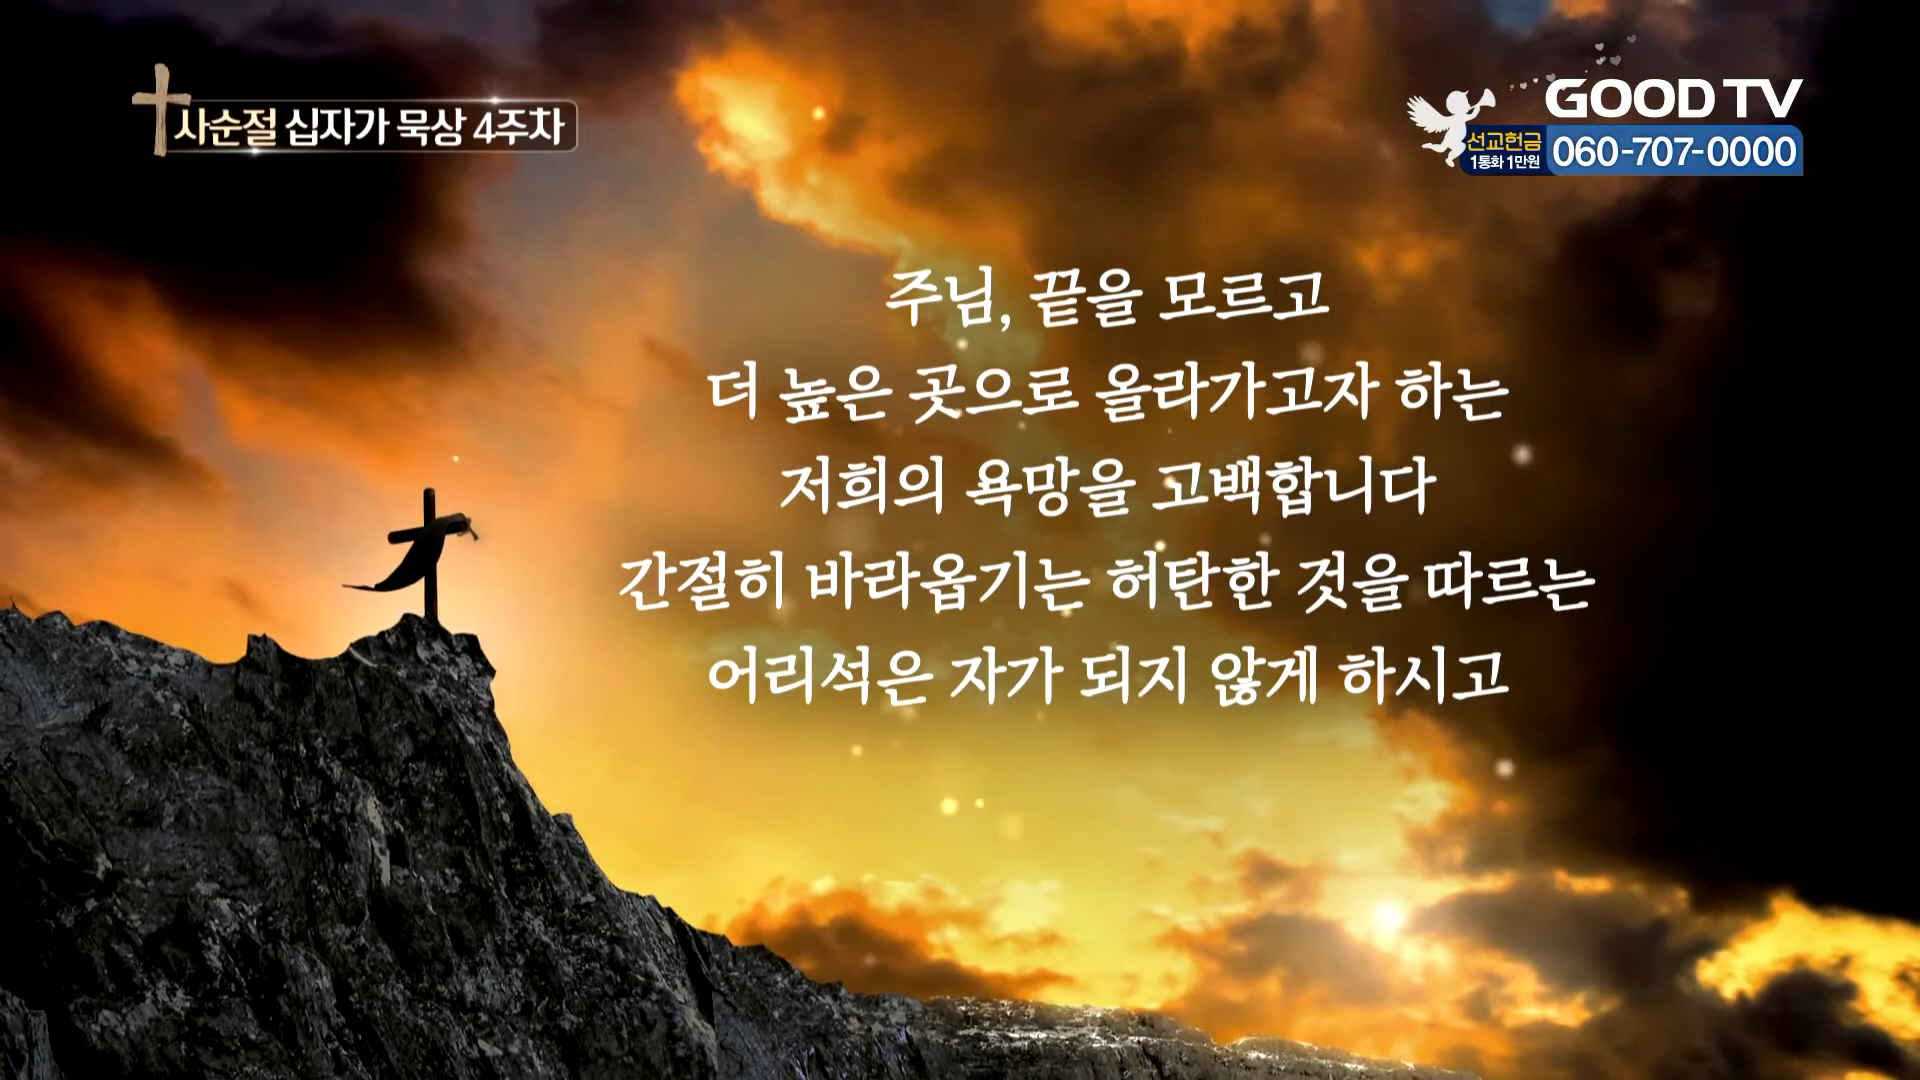 사순절 십자가 묵상 4주차
GOOD TV
선교헌금
1통화 1만원
060-707-0000
주님, 끝을 모르고
더 높은 곳으로 올라가고자 하는
저희의 욕망을 고백합니다
간절히 바라옵기는 허탄한 것을 따르는
어리석은 자가 되지 않게 하시고